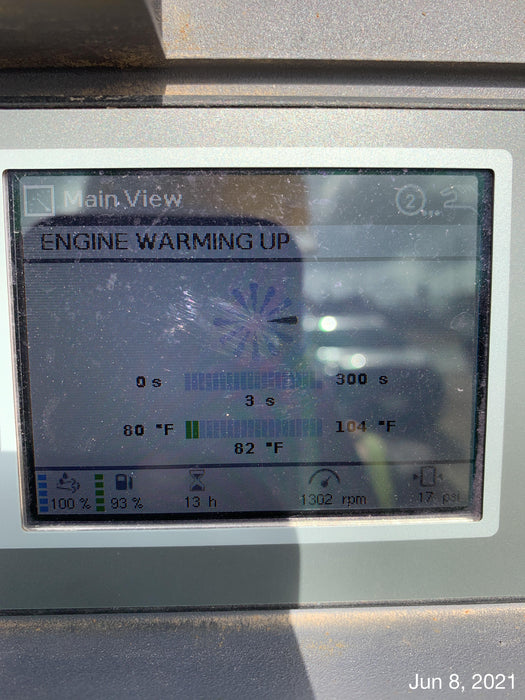 Main View
2
ENGINE WARMING UP
0 s 300 s
3 s
80 °F 104 °F
82 °F
100 % 93 % 13 h 1302 rpm 17 psi
Jun 8, 2021